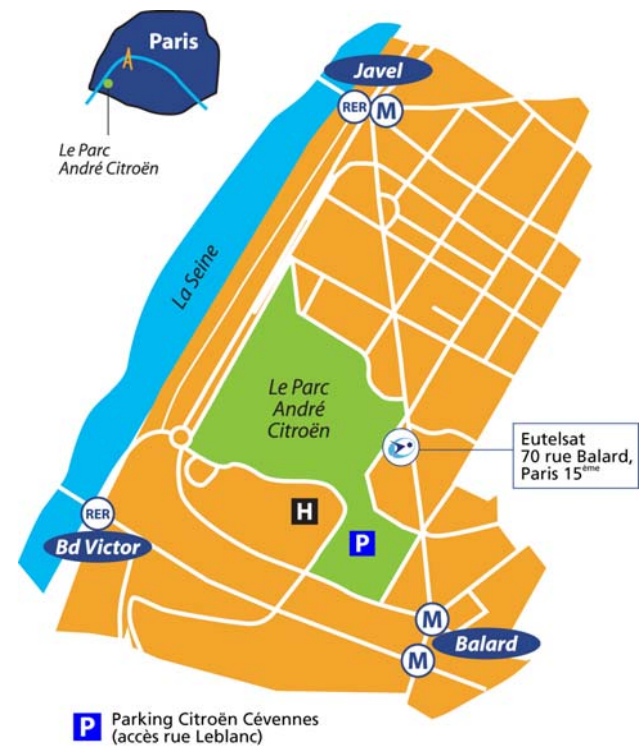 Paris
Le Parc
André Citroën
Javel
RER
M
La Seine
Le Parc
André
Citroën
Eutelsat
70 rue Balard,
Paris 15ème
H
P
RER
Bd Victor
M
Balard
M
P
Parking Citroën Cévennes
(accès rue Leblanc)